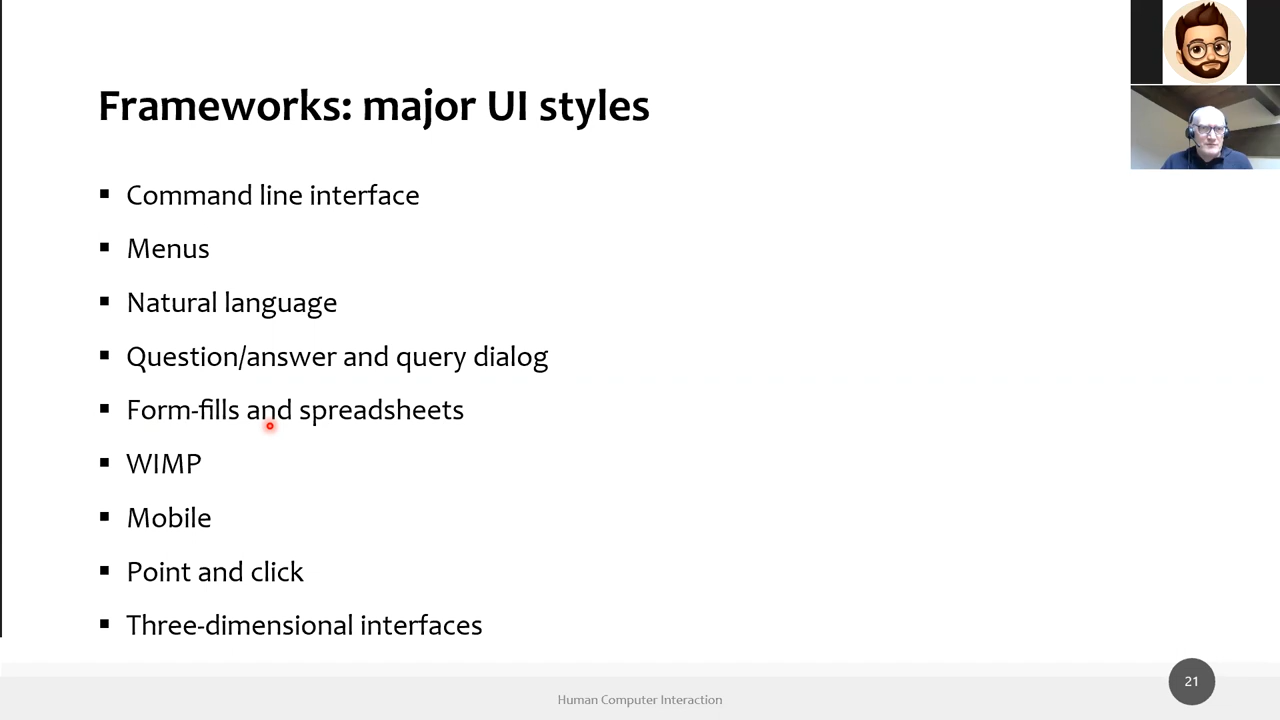 Frameworks: major UI styles
▪ Command line interface
▪ Menus
▪ Natural language
▪ Question/answer and query dialog
▪ Form-fills and spreadsheets
▪ WIMP
▪ Mobile
▪ Point and click
▪ Three-dimensional interfaces
21
Human Computer Interaction